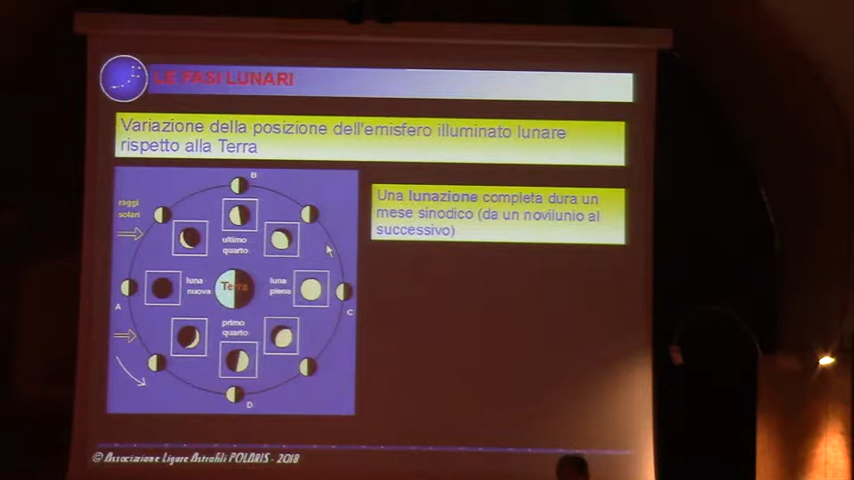 LE FASI LUNARI
Variazione della posizione dell'emisfero illuminato lunare
rispetto alla Terra
Una lunazione completa dura un
mese sinodico (da un novilunio al
successivo)
raggi
solari
B
ultimo
quarto
luna
nuova
Terra
luna
piena
A
C
primo
quarto
D
© Associazione Ligure Astrofili POLARIS - 2018